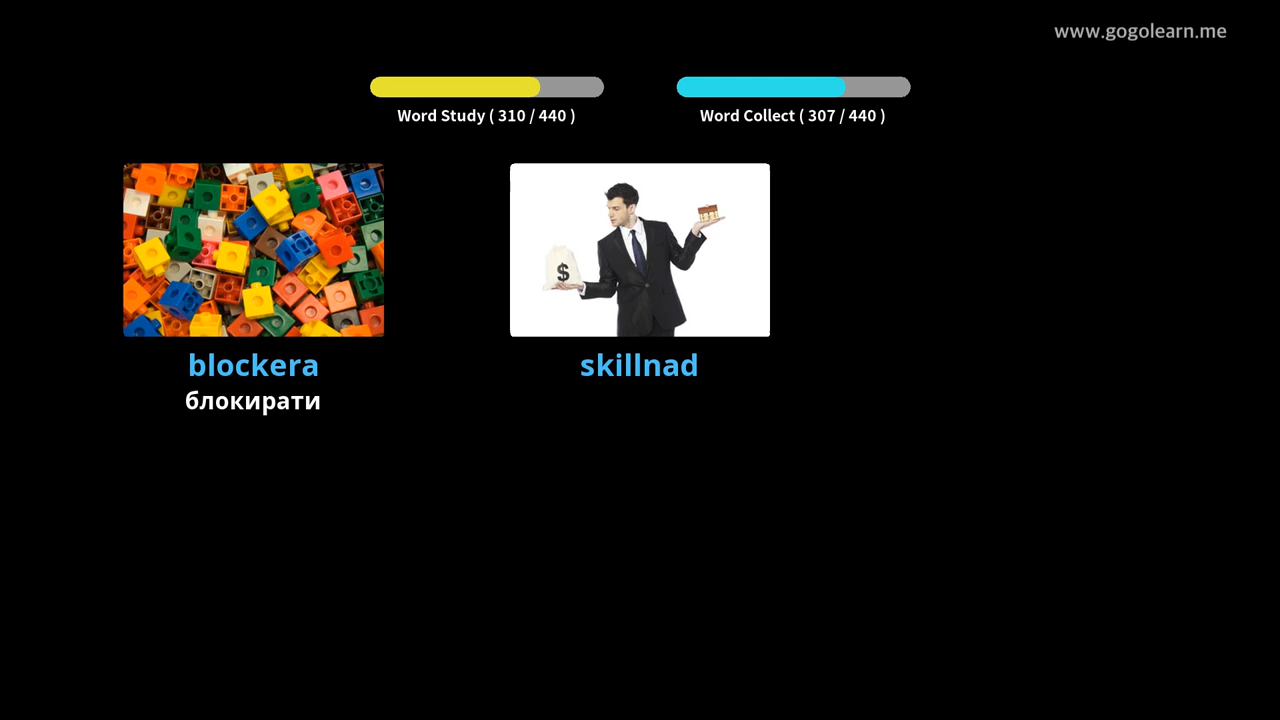 www.gogolearn.me
Word Study ( 310 / 440 )
Word Collect ( 307 / 440 )
$
blockera
skillnad
блокирати